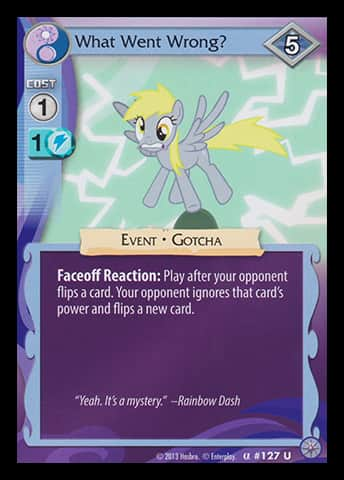 What Went Wrong?
5
COST
1
1
EVENT • GOTCHA
Faceoff Reaction: Play after your opponent
flips a card. Your opponent ignores that card's
power and flips a new card.
"Yeah. It's a mystery." –Rainbow Dash
© 2013 Hasbro. © Enterplay. α #127 U